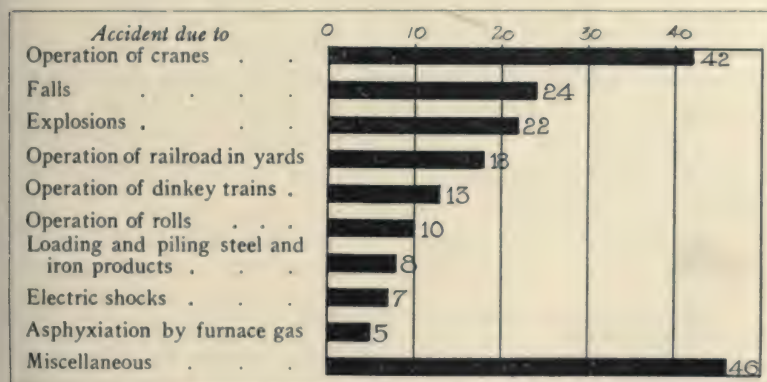 Accident due to 0 10 20 30 40
Operation of cranes . . 42
Falls . . . . 24
Explosions . . . 22
Operation of railroad in yards 18
Operation of dinkey trains . 13
Operation of rolls . . . 10
Loading and piling steel and
iron products . . . 8
Electric shocks . . . 7
Asphyxiation by furnace gas 5
Miscellaneous . . . 46